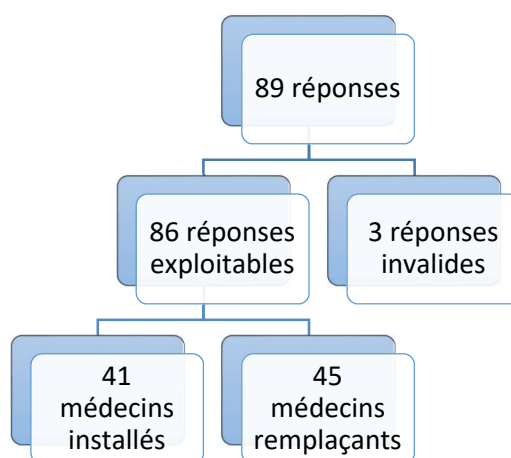 89 réponses
86 réponses
exploitables
3 réponses
invalides
41
médecins
installés
45
médecins
remplaçants